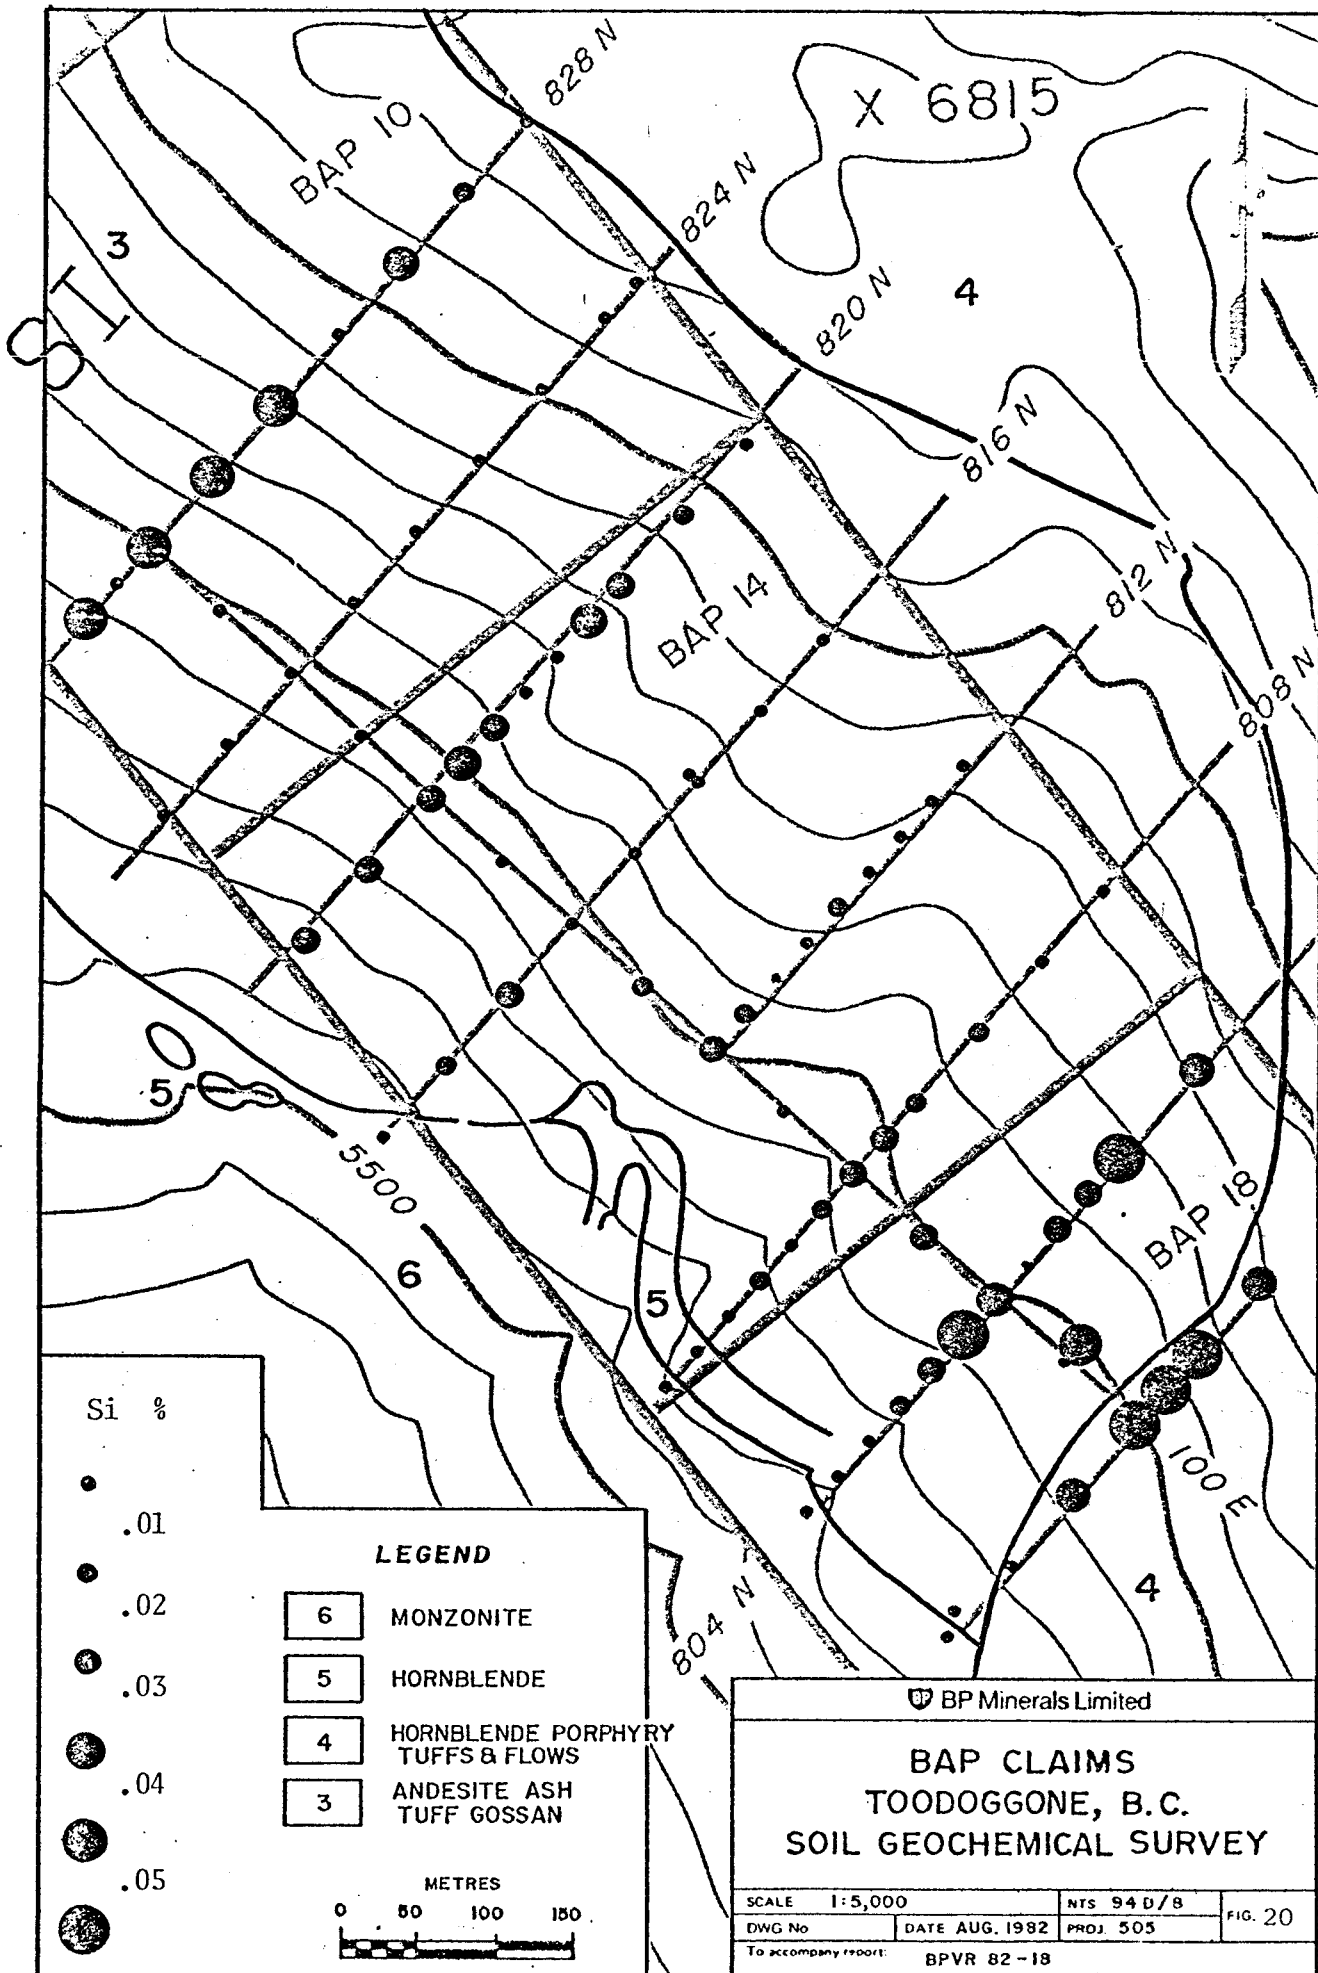 828 N
BAP 10
X 6815
824 N
3
820 N
4
816 N
812 N
BAP 14
808 N
5
5500
BAP 18
6
5
100 E
4
804 N
Si %
.01
.02
.03
.04
.05
LEGEND
6 MONZONITE
5 HORNBLENDE
4 HORNBLENDE PORPHYRY
TUFFS & FLOWS
3 ANDESITE ASH
TUFF GOSSAN
METRES
0 50 100 150
BP Minerals Limited
BAP CLAIMS
TOODOGGONE, B.C.
SOIL GEOCHEMICAL SURVEY
SCALE 1:5,000 NTS 94 D/8 FIG. 20
DWG No DATE AUG. 1982 PROJ. 505
To accompany report: BPVR 82-18